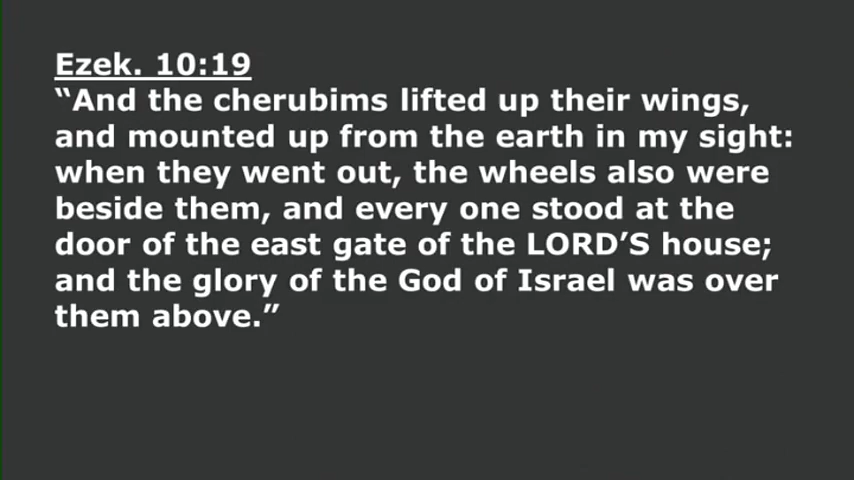 Ezek. 10:19
“And the cherubims lifted up their wings,
and mounted up from the earth in my sight:
when they went out, the wheels also were
beside them, and every one stood at the
door of the east gate of the LORD’S house;
and the glory of the God of Israel was over
them above.”